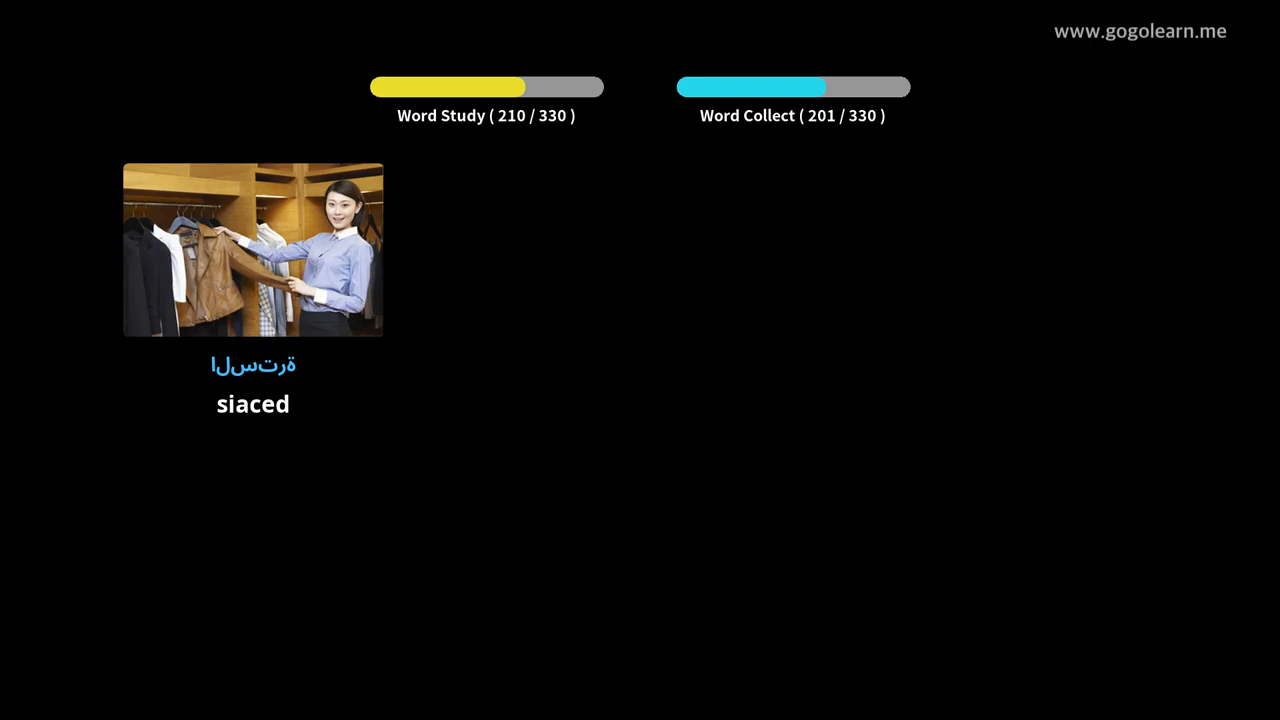 www.gogolearn.me
Word Study ( 210 / 330 )
Word Collect ( 201 / 330 )
السترة
siaced